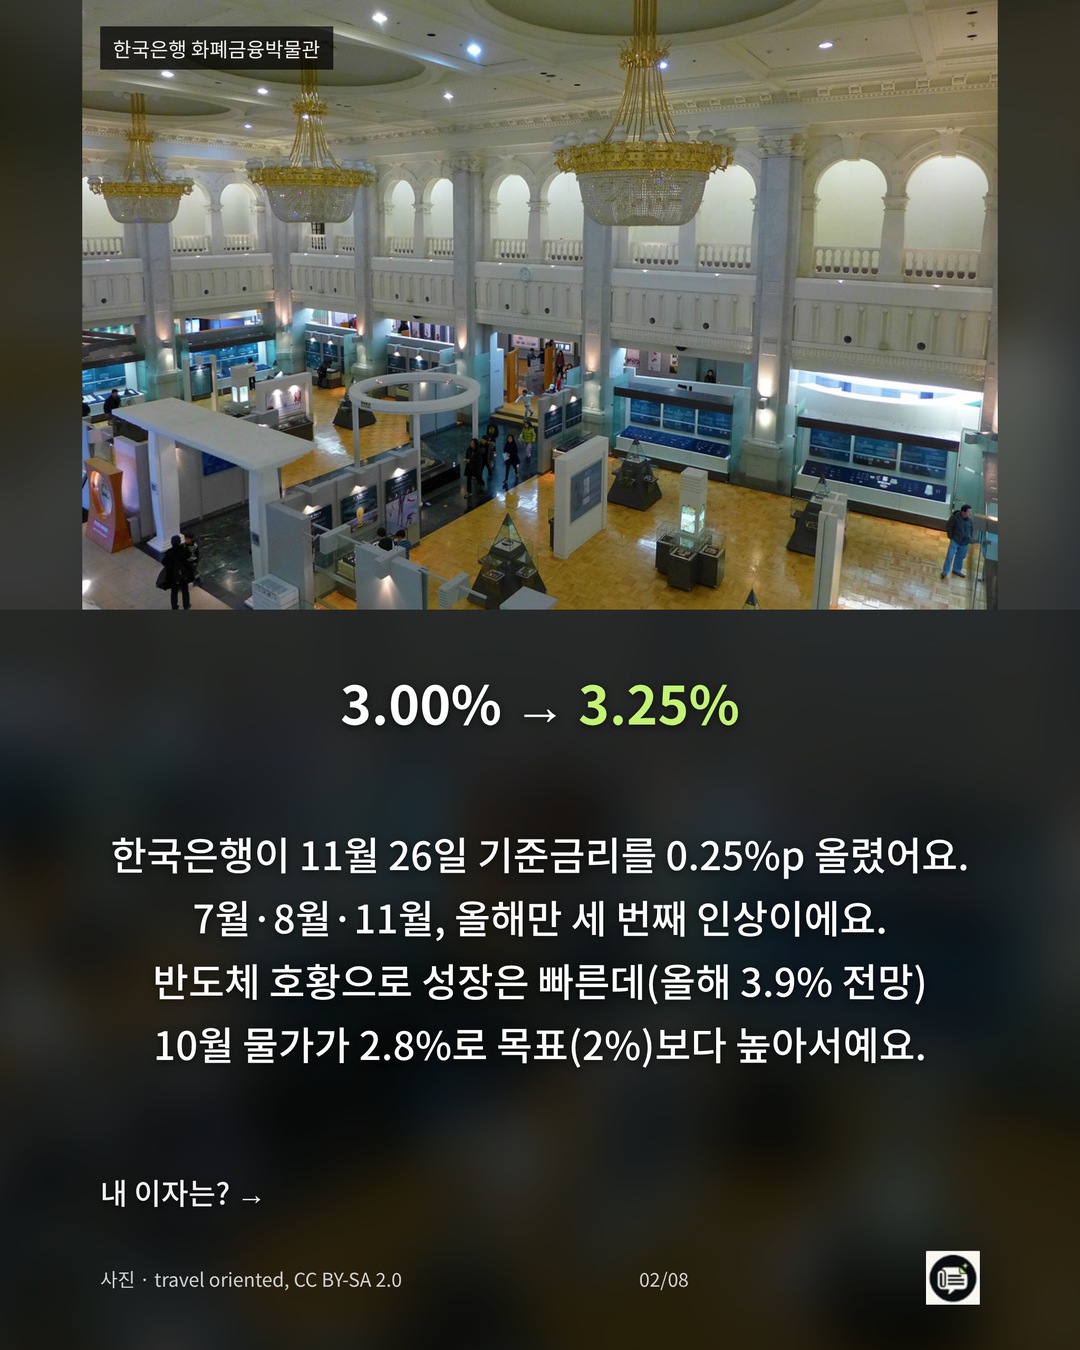 한국은행 화폐금융박물관
3.00% → 3.25%
한국은행이 11월 26일 기준금리를 0.25%p 올렸어요.
7월·8월·11월, 올해만 세 번째 인상이에요.
반도체 호황으로 성장은 빠른데(올해 3.9% 전망)
10월 물가가 2.8%로 목표(2%)보다 높아서예요.
내 이자는? →
사진 · travel oriented, CC BY-SA 2.0
02/08